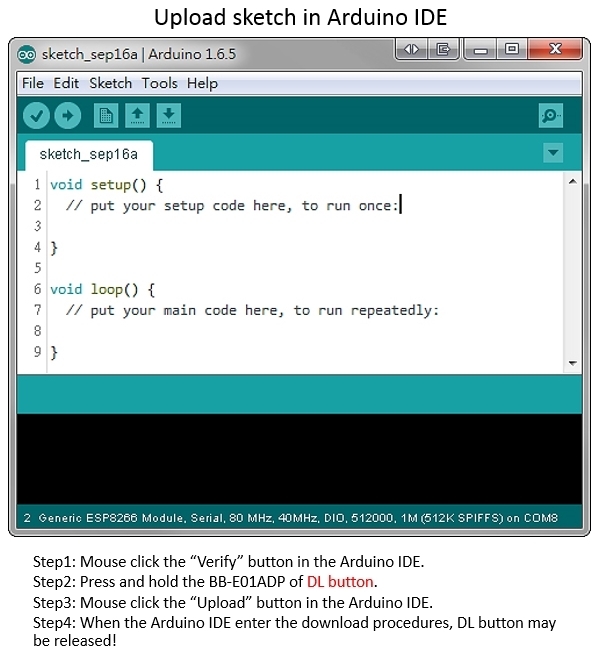 Upload sketch in Arduino IDE
sketch_sep16a | Arduino 1.6.5
File Edit Sketch Tools Help
sketch_sep16a
1 void setup() {
2 // put your setup code here, to run once:
3
4 }
5
6 void loop() {
7 // put your main code here, to run repeatedly:
8
9 }
2 Generic ESP8266 Module, Serial, 80 MHz, 40MHz, DIO, 512000, 1M (512K SPIFFS) on COM8
Step1: Mouse click the “Verify” button in the Arduino IDE.
Step2: Press and hold the BB-E01ADP of DL button.
Step3: Mouse click the “Upload” button in the Arduino IDE.
Step4: When the Arduino IDE enter the download procedures, DL button may
be released!